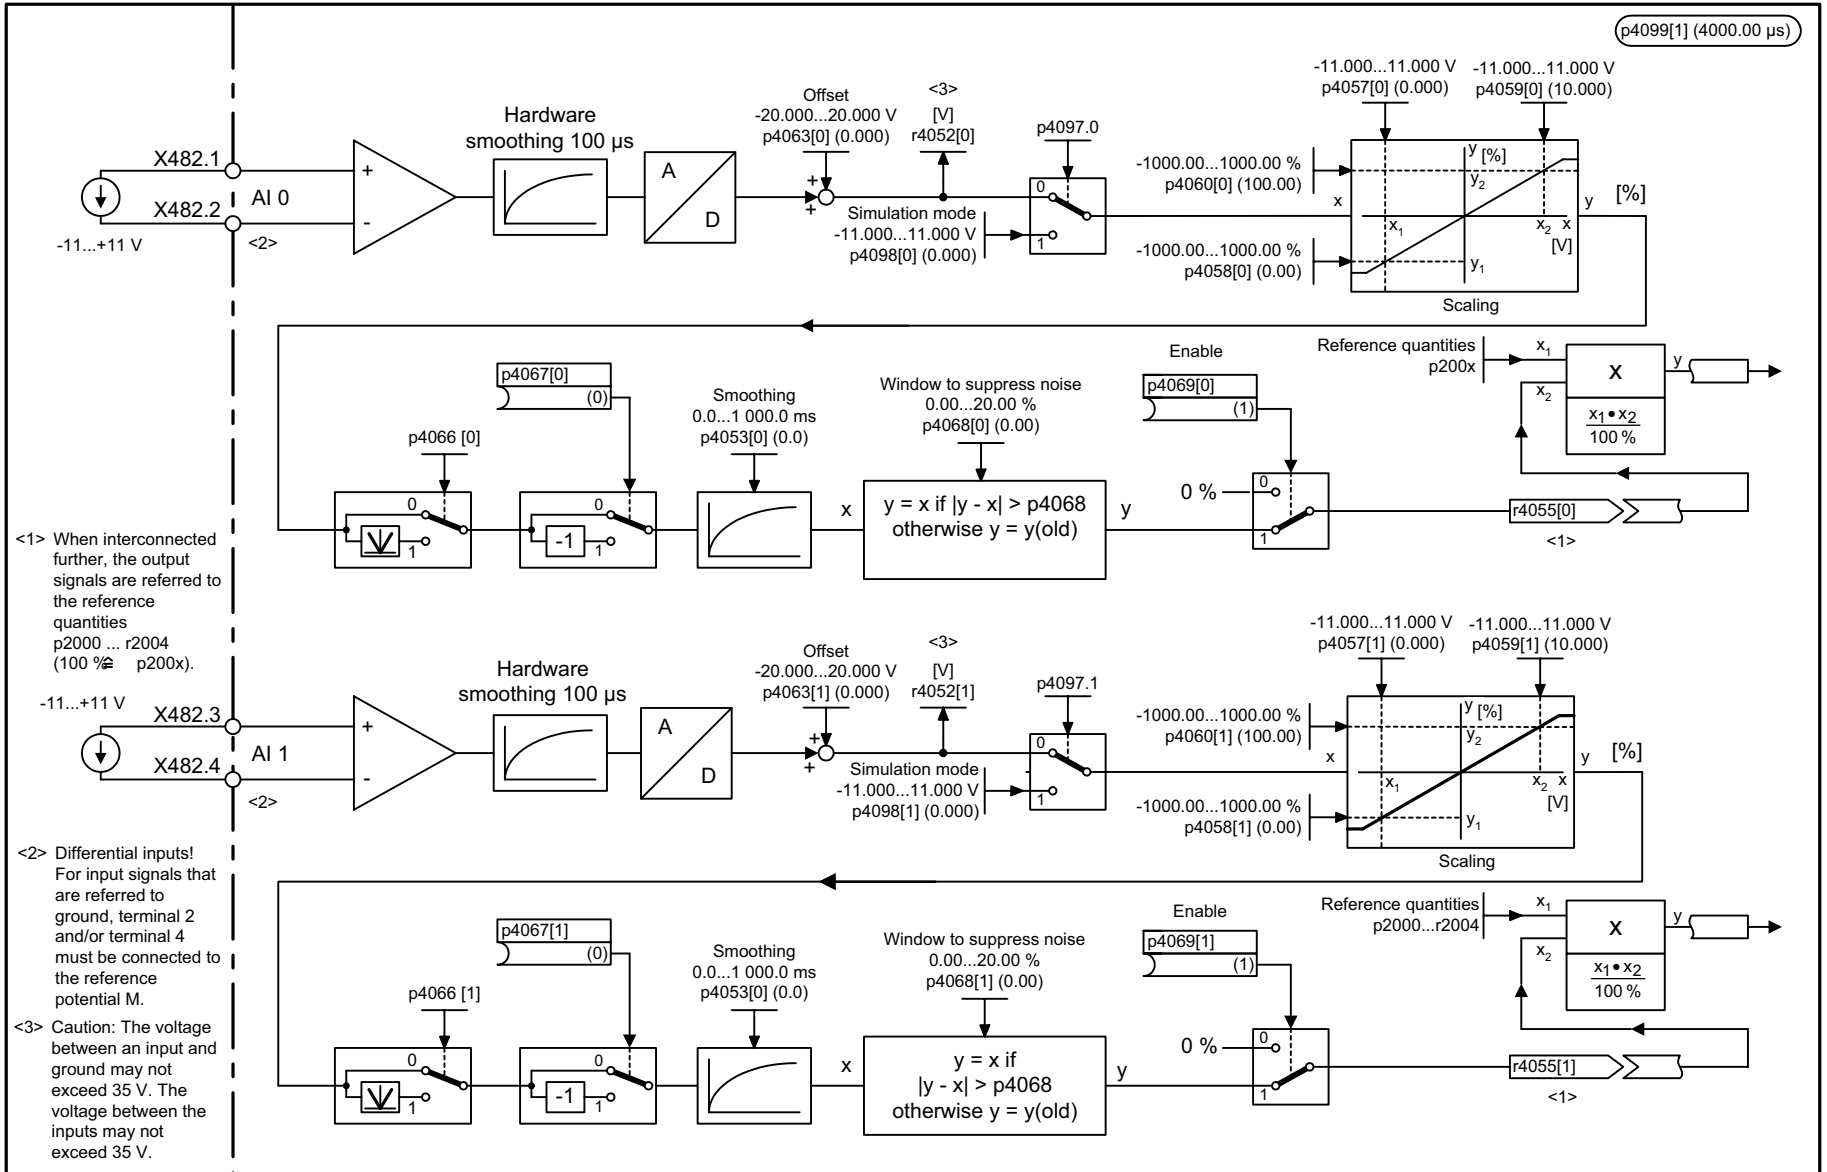 p4099[1] (4000.00 µs)
-11.000...11.000 V
p4057[0] (0.000)
-11.000...11.000 V
p4059[0] (10.000)
Hardware
smoothing 100 µs
Offset
-20.000...20.000 V
p4063[0] (0.000)
<3>
[V]
r4052[0]
p4097.0
X482.1
X482.2
AI 0
<2>
-11...+11 V
+
-
A
D
+
+
0
1
Simulation mode
-11.000...11.000 V
p4098[0] (0.000)
-1000.00...1000.00 %
p4060[0] (100.00)
x
-1000.00...1000.00 %
p4058[0] (0.00)
y [%]
y2
x1
x2 x
[V]
y1
y
[%]
Scaling
p4067[0]
(0)
Smoothing
0.0...1 000.0 ms
p4053[0] (0.0)
Window to suppress noise
0.00...20.00 %
p4068[0] (0.00)
Enable
p4069[0]
(1)
Reference quantities
p200x
x1
x2
X
x1•x2
100 %
y
p4066 [0]
0
1
0
-1
1
x
y = x if |y - x| > p4068
otherwise y = y(old)
y
0 %
0
1
r4055[0]
<1>
<1> When interconnected
further, the output
signals are referred to
the reference
quantities
p2000 ... r2004
(100 %≙ p200x).
-11.000...11.000 V
p4057[1] (0.000)
-11.000...11.000 V
p4059[1] (10.000)
Hardware
smoothing 100 µs
Offset
-20.000...20.000 V
p4063[1] (0.000)
<3>
[V]
r4052[1]
p4097.1
-11...+11 V
X482.3
X482.4
AI 1
<2>
+
-
A
D
+
+
0
1
Simulation mode
-11.000...11.000 V
p4098[1] (0.000)
-1000.00...1000.00 %
p4060[1] (100.00)
x
-1000.00...1000.00 %
p4058[1] (0.00)
y [%]
y2
x1
x2 x
[V]
y1
y
[%]
Scaling
<2> Differential inputs!
For input signals that
are referred to
ground, terminal 2
and/or terminal 4
must be connected to
the reference
potential M.
<3> Caution: The voltage
between an input and
ground may not
exceed 35 V. The
voltage between the
inputs may not
exceed 35 V.
p4067[1]
(0)
Smoothing
0.0...1 000.0 ms
p4053[0] (0.0)
Window to suppress noise
0.00...20.00 %
p4068[1] (0.00)
Enable
p4069[1]
(1)
Reference quantities
p2000...r2004
x1
x2
X
x1•x2
100 %
y
p4066 [1]
0
1
0
-1
1
x
y = x if
|y - x| > p4068
otherwise y = y(old)
y
0 %
0
1
r4055[1]
<1>